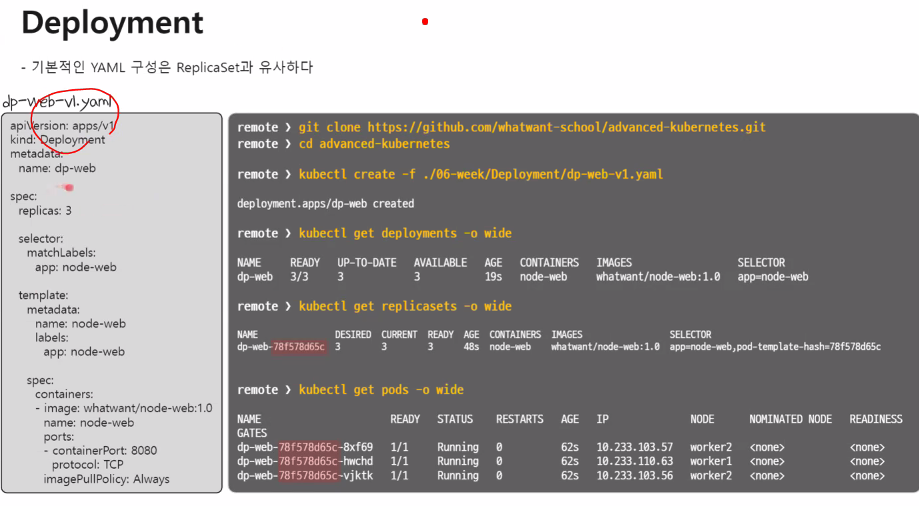 Deployment
- 기본적인 YAML 구성은 ReplicaSet과 유사하다
dp-web-v1.yaml
apiVersion: apps/v1
kind: Deployment
metadata:
name: dp-web
spec:
replicas: 3
selector:
matchLabels:
app: node-web
template:
metadata:
name: node-web
labels:
app: node-web
spec:
containers:
- image: whatwant/node-web:1.0
name: node-web
ports:
- containerPort: 8080
protocol: TCP
imagePullPolicy: Always
remote ❯ git clone https://github.com/whatwant-school/advanced-kubernetes.git
remote ❯ cd advanced-kubernetes
remote ❯ kubectl create -f ./06-week/Deployment/dp-web-v1.yaml
deployment.apps/dp-web created
remote ❯ kubectl get deployments -o wide
NAME READY UP-TO-DATE AVAILABLE AGE CONTAINERS IMAGES SELECTOR
dp-web 3/3 3 3 19s node-web whatwant/node-web:1.0 app=node-web
remote ❯ kubectl get replicasets -o wide
NAME DESIRED CURRENT READY AGE CONTAINERS IMAGES SELECTOR
dp-web-78f578d65c 3 3 3 48s node-web whatwant/node-web:1.0 app=node-web,pod-template-hash=78f578d65c
remote ❯ kubectl get pods -o wide
NAME READY STATUS RESTARTS AGE IP NODE NOMINATED NODE READINESS
GATES
dp-web-78f578d65c-8xf69 1/1 Running 0 62s 10.233.103.57 worker2 <none> <none>
dp-web-78f578d65c-hwchd 1/1 Running 0 62s 10.233.110.63 worker1 <none> <none>
dp-web-78f578d65c-vjktk 1/1 Running 0 62s 10.233.103.56 worker2 <none> <none>